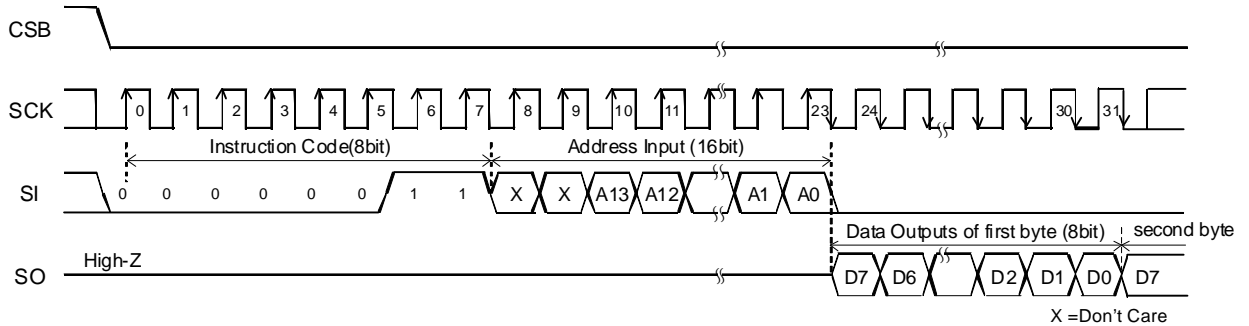 CSB
SCK 0 1 2 3 4 5 6 7 8 9 10 11 23 24 30 31
Instruction Code(8bit) Address Input (16bit)
SI 0 0 0 0 0 0 1 1 X X A13 A12 A1 A0
Data Outputs of first byte (8bit) second byte
High-Z
SO D7 D6 D2 D1 D0 D7
X =Don't Care